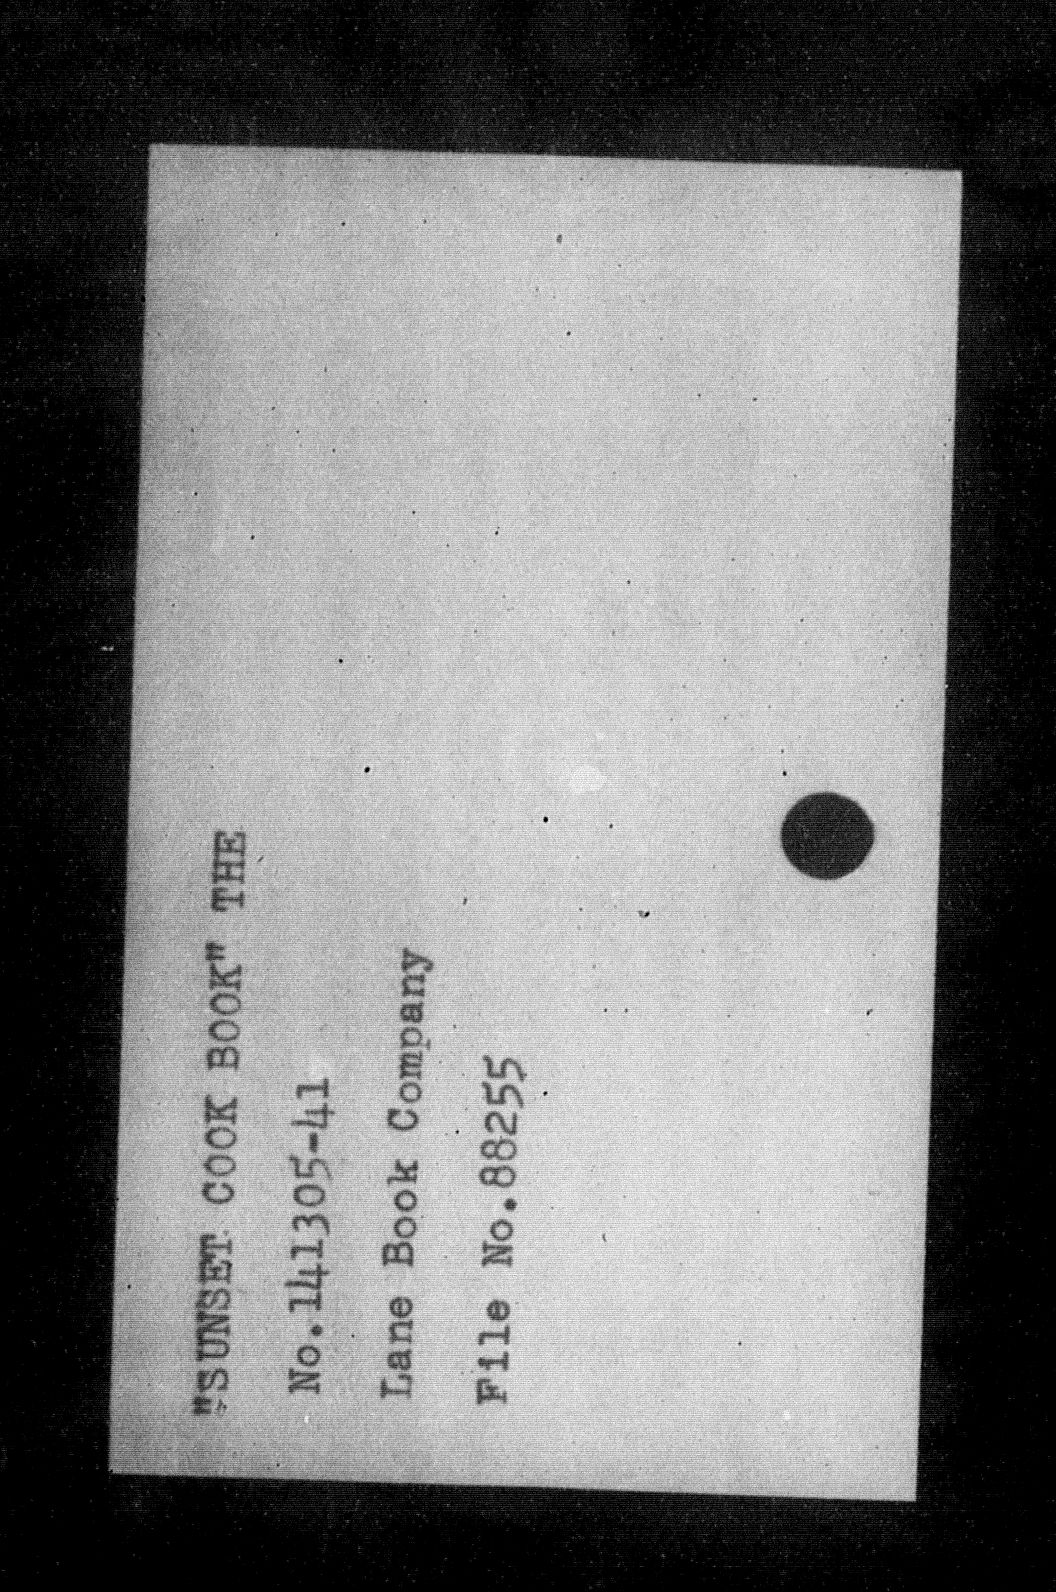 "SUNSET COOK BOOK" THE
No.141305-41
Lane Book Company
File No.88255